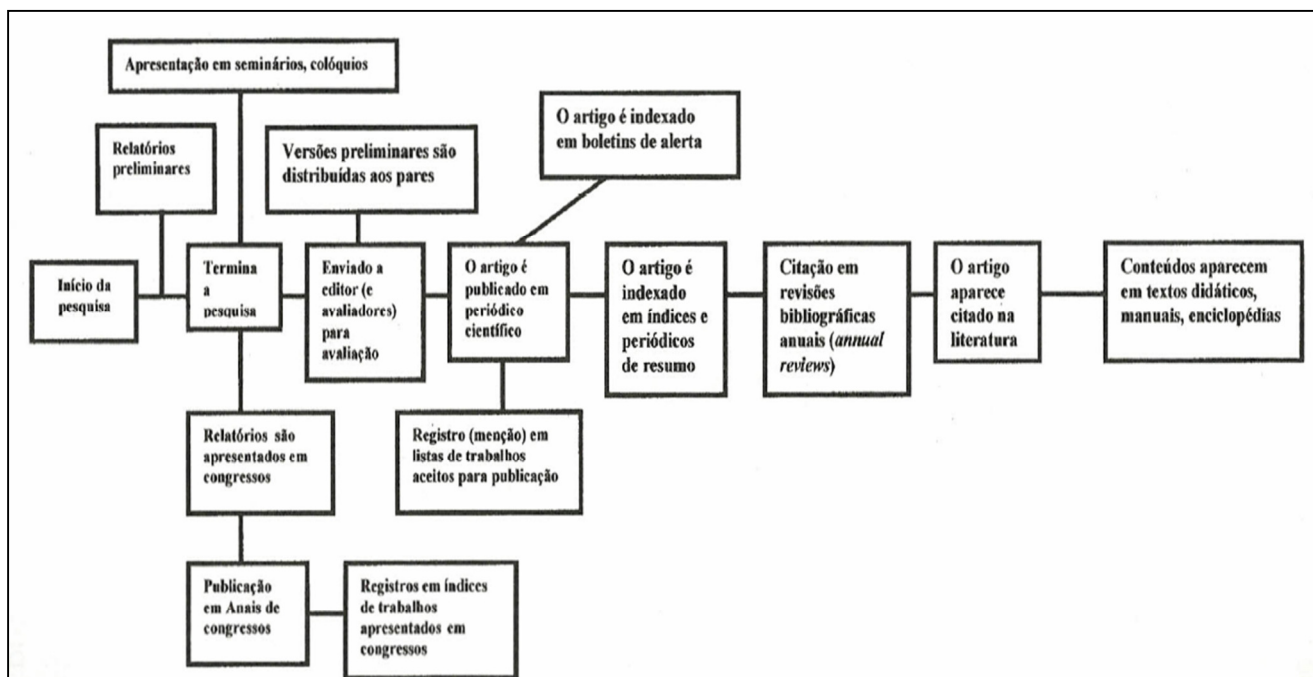 Apresentação em seminários, colóquios
Relatórios
preliminares
Versões preliminares são
distribuídas aos pares
O artigo é indexado
em boletins de alerta
Início da
pesquisa
Termina
a
pesquisa
Enviado a
editor (e
avaliadores)
para
avaliação
O artigo é
publicado em
periódico
científico
O artigo é
indexado
em índices e
periódicos
de resumo
Citação em
revisões
bibliográficas
anuais (annual
reviews)
O artigo
aparece
citado na
literatura
Conteúdos aparecem
em textos didáticos,
manuais, enciclopédias
Relatórios são
apresentados em
congressos
Registro (menção) em
listas de trabalhos
aceitos para publicação
Publicação
em Anais de
congressos
Registros em índices
de trabalhos
apresentados em
congressos